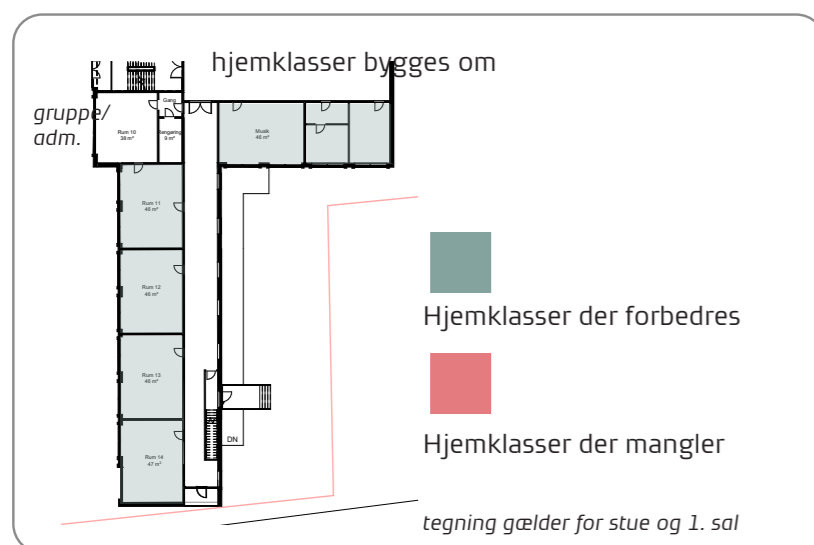 hjemklasser bygges om
gruppe/
adm.
Gang
Rum 10
38 m²
Rengøring
9 m²
Musik
46 m²
Rum 11
46 m²
Rum 12
46 m²
Rum 13
46 m²
Rum 14
47 m²
DN
Hjemklasser der forbedres
Hjemklasser der mangler
tegning gælder for stue og 1. sal